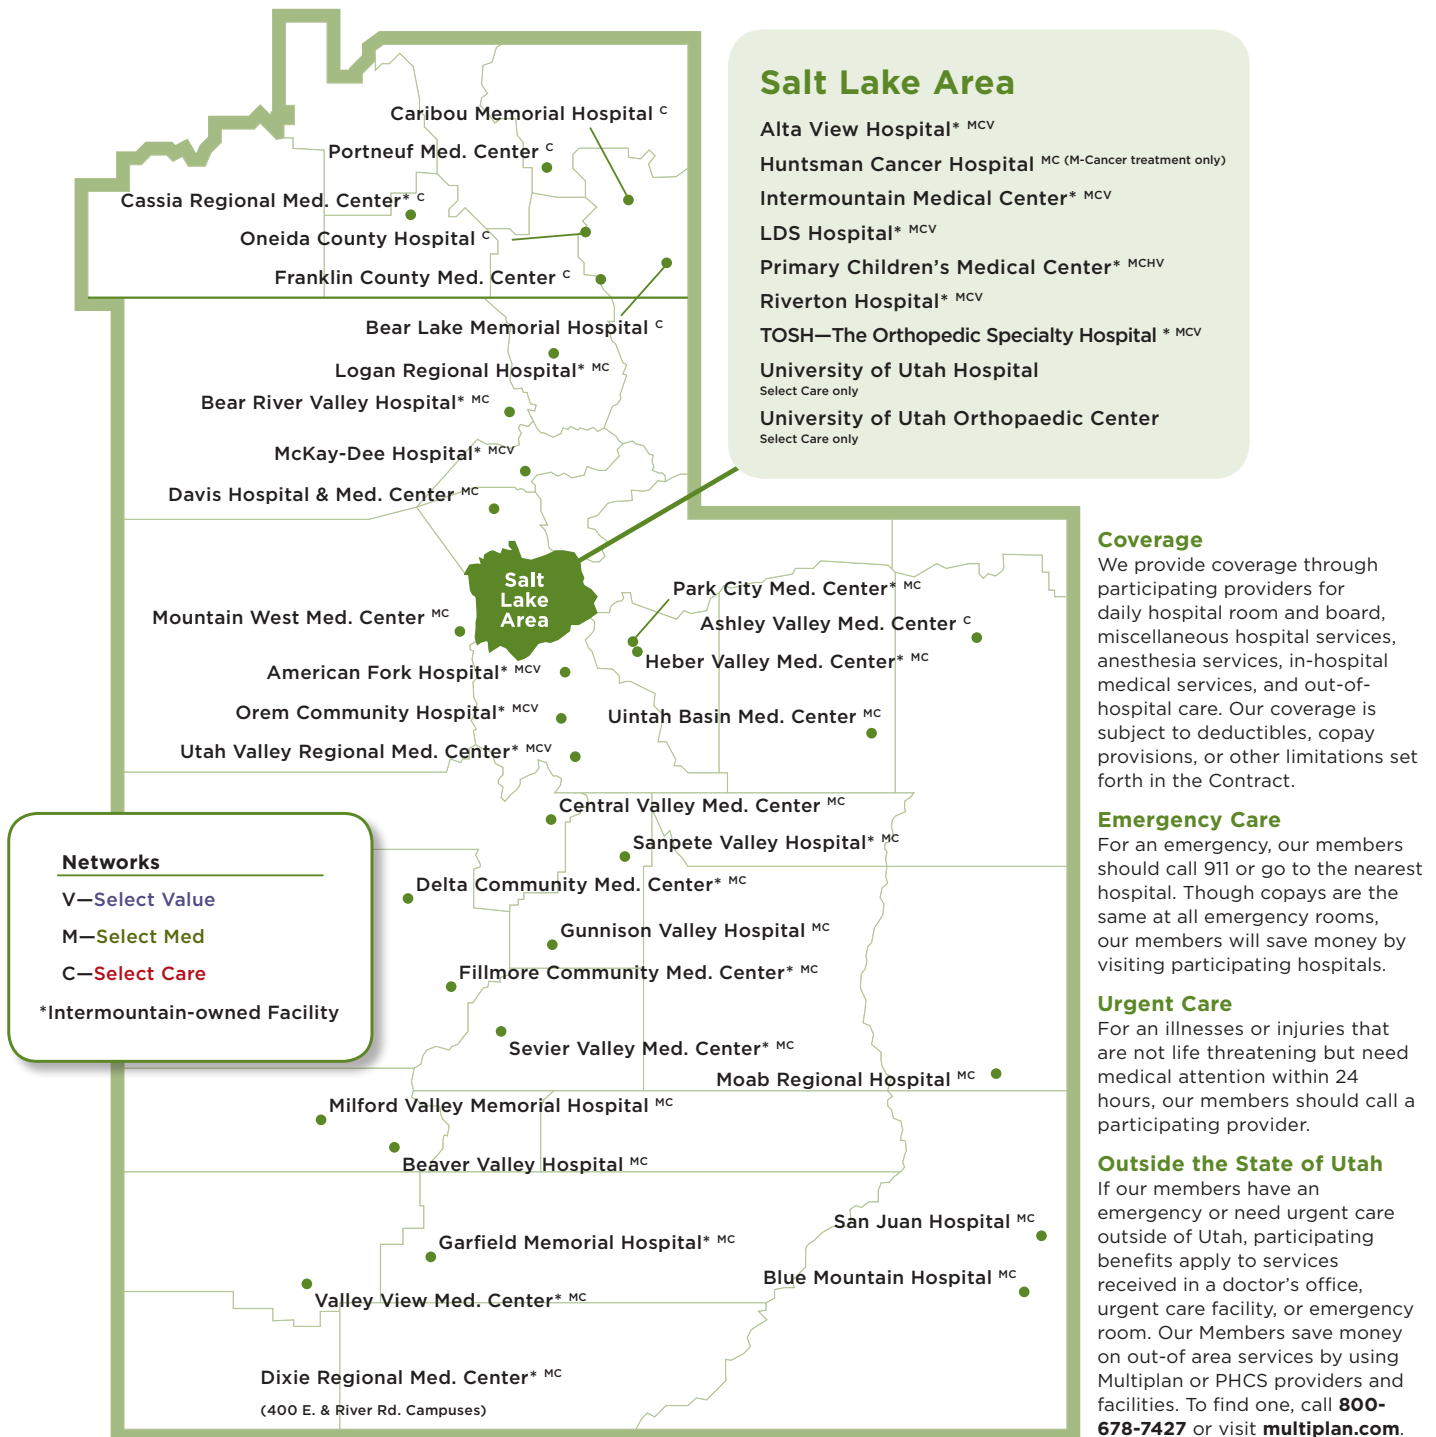 Salt Lake Area
Alta View Hospital* MCV
Huntsman Cancer Hospital MC (M-Cancer treatment only)
Intermountain Medical Center* MCV
LDS Hospital* MCV
Primary Children's Medical Center* MCHV
Riverton Hospital* MCV
TOSH—The Orthopedic Specialty Hospital * MCV
University of Utah Hospital
Select Care only
University of Utah Orthopaedic Center
Select Care only
Caribou Memorial Hospital C
Portneuf Med. Center C
Cassia Regional Med. Center* C
Oneida County Hospital C
Franklin County Med. Center C
Bear Lake Memorial Hospital C
Logan Regional Hospital* MC
Bear River Valley Hospital* MC
McKay-Dee Hospital* MCV
Davis Hospital & Med. Center MC
Salt
Lake
Area
Park City Med. Center* MC
Mountain West Med. Center MC
Ashley Valley Med. Center C
Heber Valley Med. Center* MC
American Fork Hospital* MCV
Orem Community Hospital* MCV
Uintah Basin Med. Center MC
Utah Valley Regional Med. Center* MCV
Central Valley Med. Center MC
Sanpete Valley Hospital* MC
Delta Community Med. Center* MC
Gunnison Valley Hospital MC
Fillmore Community Med. Center* MC
Sevier Valley Med. Center* MC
Moab Regional Hospital MC
Milford Valley Memorial Hospital MC
Beaver Valley Hospital MC
San Juan Hospital MC
Garfield Memorial Hospital* MC
Blue Mountain Hospital MC
Valley View Med. Center* MC
Dixie Regional Med. Center* MC
(400 E. & River Rd. Campuses)
Networks
V—Select Value
M—Select Med
C—Select Care
*Intermountain-owned Facility
Coverage
We provide coverage through
participating providers for
daily hospital room and board,
miscellaneous hospital services,
anesthesia services, in-hospital
medical services, and out-of-
hospital care. Our coverage is
subject to deductibles, copay
provisions, or other limitations set
forth in the Contract.
Emergency Care
For an emergency, our members
should call 911 or go to the nearest
hospital. Though copays are the
same at all emergency rooms,
our members will save money by
visiting participating hospitals.
Urgent Care
For an illnesses or injuries that
are not life threatening but need
medical attention within 24
hours, our members should call a
participating provider.
Outside the State of Utah
If our members have an
emergency or need urgent care
outside of Utah, participating
benefits apply to services
received in a doctor's office,
urgent care facility, or emergency
room. Our Members save money
on out-of area services by using
Multiplan or PHCS providers and
facilities. To find one, call 800-
678-7427 or visit multiplan.com.